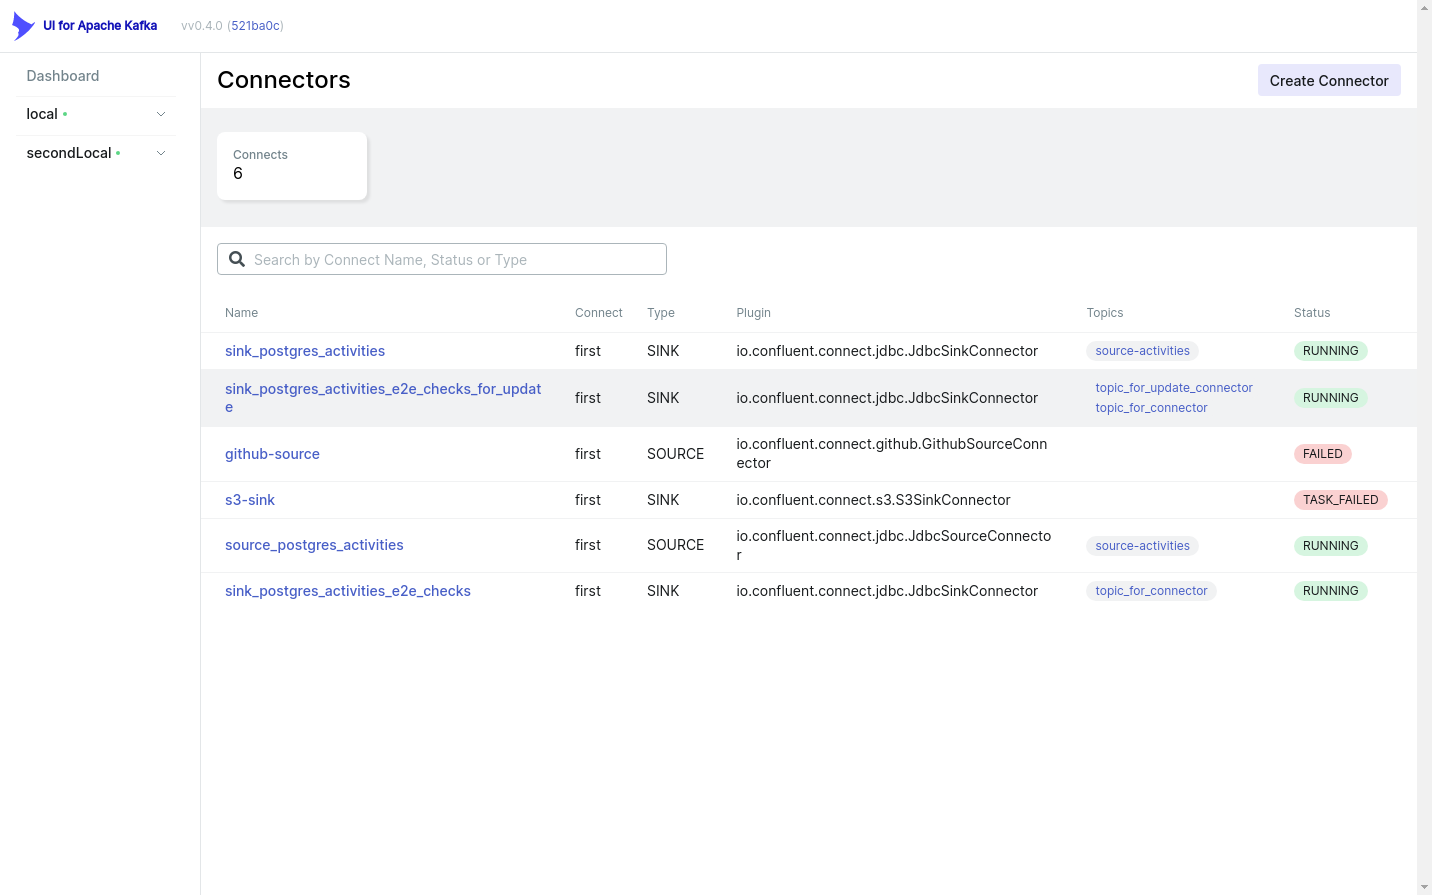 UI for Apache Kafka vv0.4.0 (521ba0c)
Dashboard
local
secondLocal
Connectors
Create Connector
Connects
6
Search by Connect Name, Status or Type
Name Connect Type Plugin Topics Status
sink_postgres_activities first SINK io.confluent.connect.jdbc.JdbcSinkConnector source-activities RUNNING
sink_postgres_activities_e2e_checks_for_updat
e
first SINK io.confluent.connect.jdbc.JdbcSinkConnector
topic_for_update_connector
topic_for_connector
RUNNING
github-source first SOURCE
io.confluent.connect.github.GithubSourceConn
ector
FAILED
s3-sink first SINK io.confluent.connect.s3.S3SinkConnector TASK_FAILED
source_postgres_activities first SOURCE
io.confluent.connect.jdbc.JdbcSourceConnecto
r
source-activities RUNNING
sink_postgres_activities_e2e_checks first SINK io.confluent.connect.jdbc.JdbcSinkConnector topic_for_connector RUNNING